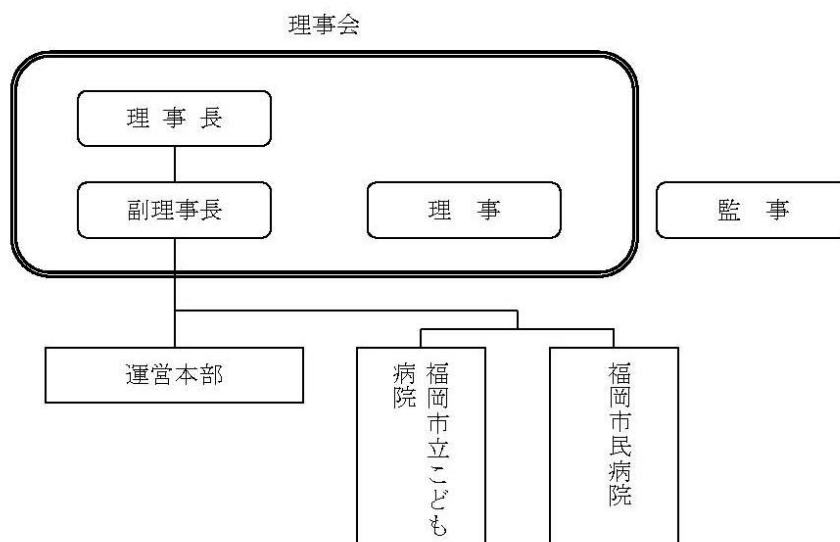 理事会
理 事 長
副理事長
理 事
監 事
運営本部
福岡市立こども
病院
福岡市民病院